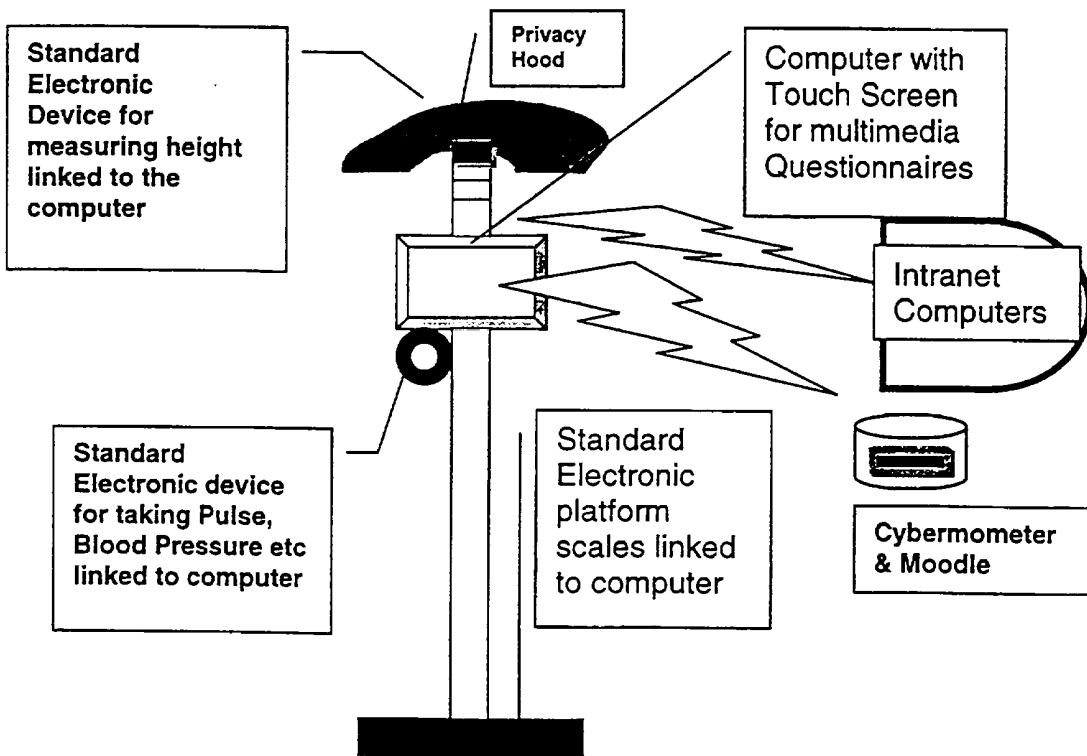 Standard
Electronic
Device for
measuring height
linked to the
computer
Privacy
Hood
Computer with
Touch Screen
for multimedia
Questionnaires
Intranet
Computers
Standard
Electronic device
for taking Pulse,
Blood Pressure etc
linked to computer
Standard
Electronic
platform
scales linked
to computer
Cybermometer
& Moodle